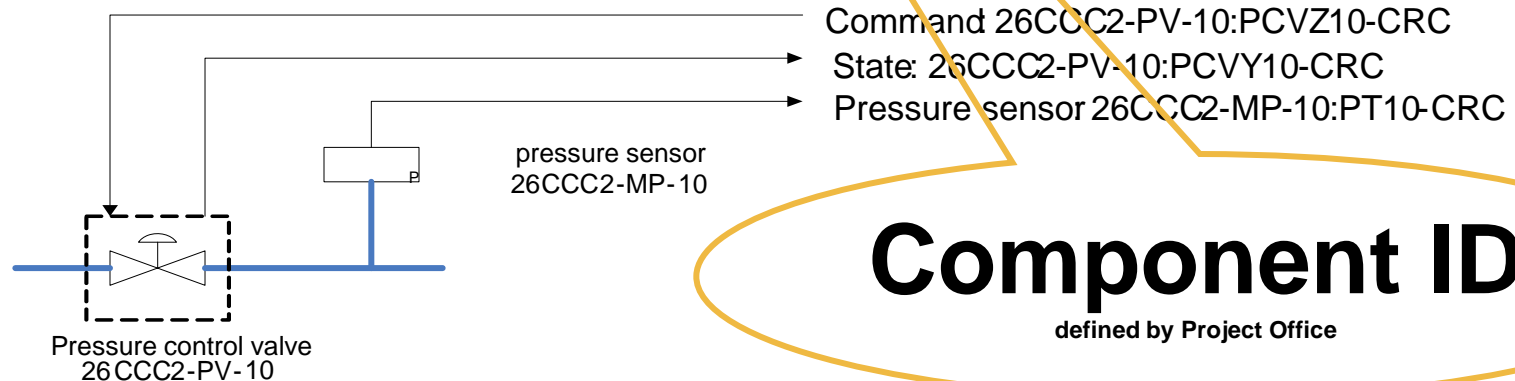 Command: 26CCC2-PV-10:PCVZ10-CRC
State: 26CCC2-PV-10:PCVY10-CRC
Pressure sensor: 26CCC2-MP-10:PT10-CRC
pressure sensor
26CCC2-MP-10
P
Component ID
defined by Project Office
Pressure control valve
26CCC2-PV-10